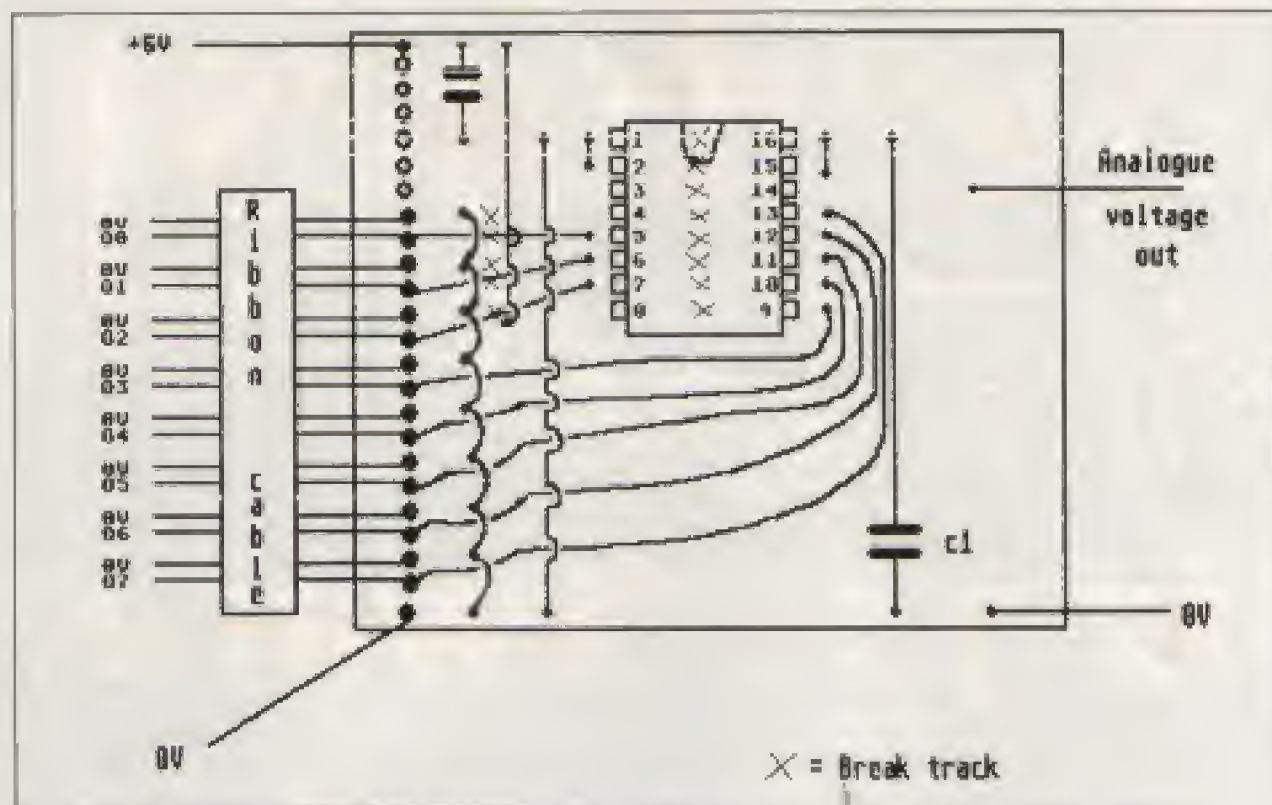 +5V
Ribbon cable
0V
D0
0V
D1
0V
D2
0V
D3
0V
D4
0V
D5
0V
D6
0V
D7
1 16
2 15
3 14
4 13
5 12
6 11
7 10
8 9
Analogue
voltage
out
c1
0V
0V
X = Break track